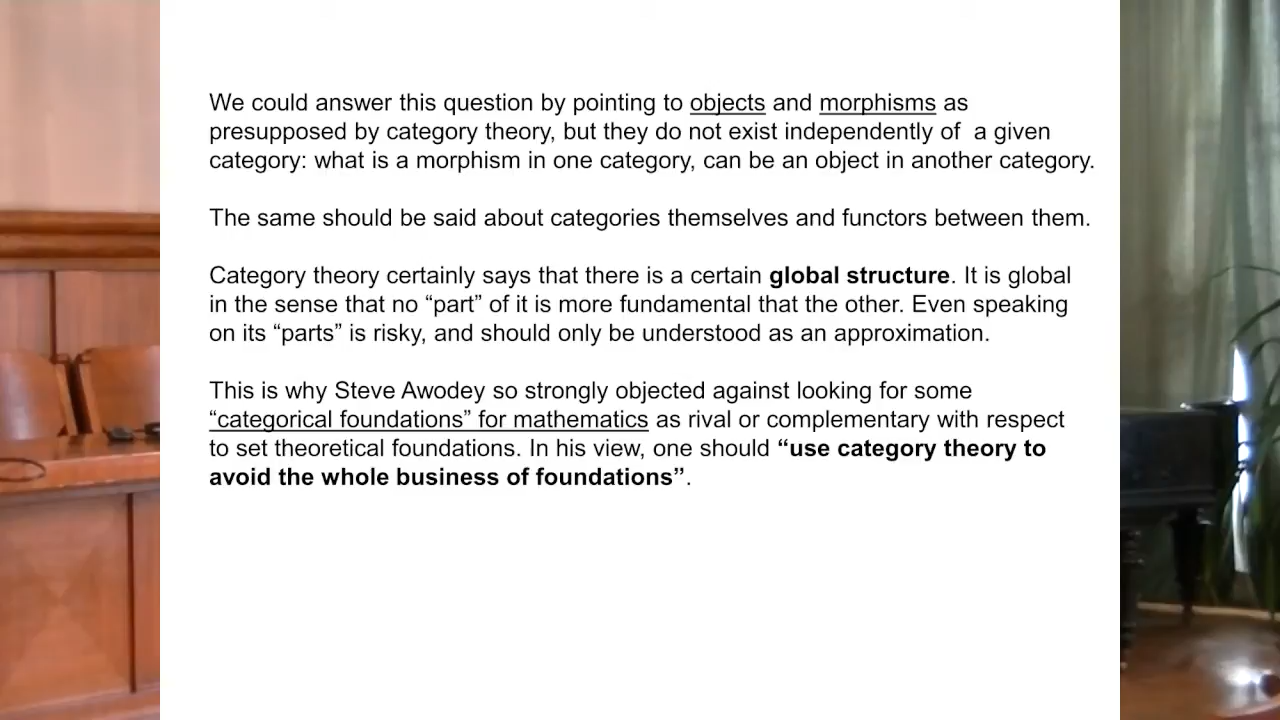 We could answer this question by pointing to objects and morphisms as
presupposed by category theory, but they do not exist independently of  a given
category: what is a morphism in one category, can be an object in another category.
The same should be said about categories themselves and functors between them.
Category theory certainly says that there is a certain global structure. It is global
in the sense that no “part” of it is more fundamental that the other. Even speaking
on its “parts” is risky, and should only be understood as an approximation.
This is why Steve Awodey so strongly objected against looking for some
“categorical foundations” for mathematics as rival or complementary with respect
to set theoretical foundations. In his view, one should “use category theory to
avoid the whole business of foundations”.